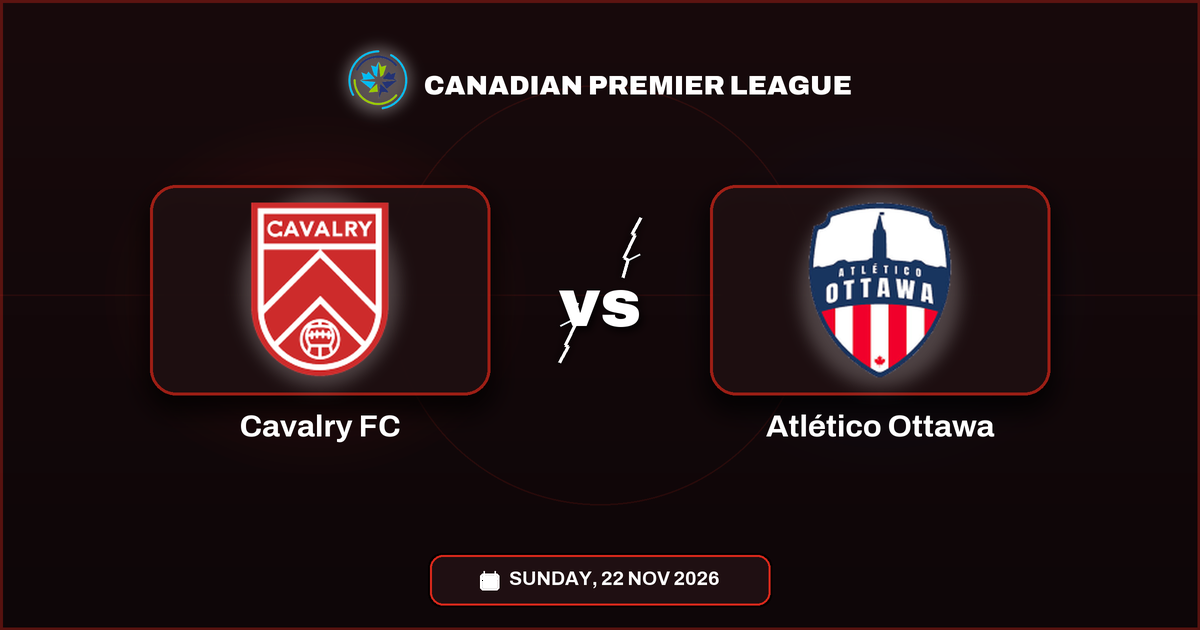 CANADIAN PREMIER LEAGUE
CAVALRY
ATLÉTICO
OTTAWA
VS
Cavalry FC
Atlético Ottawa
SUNDAY, 22 NOV 2026